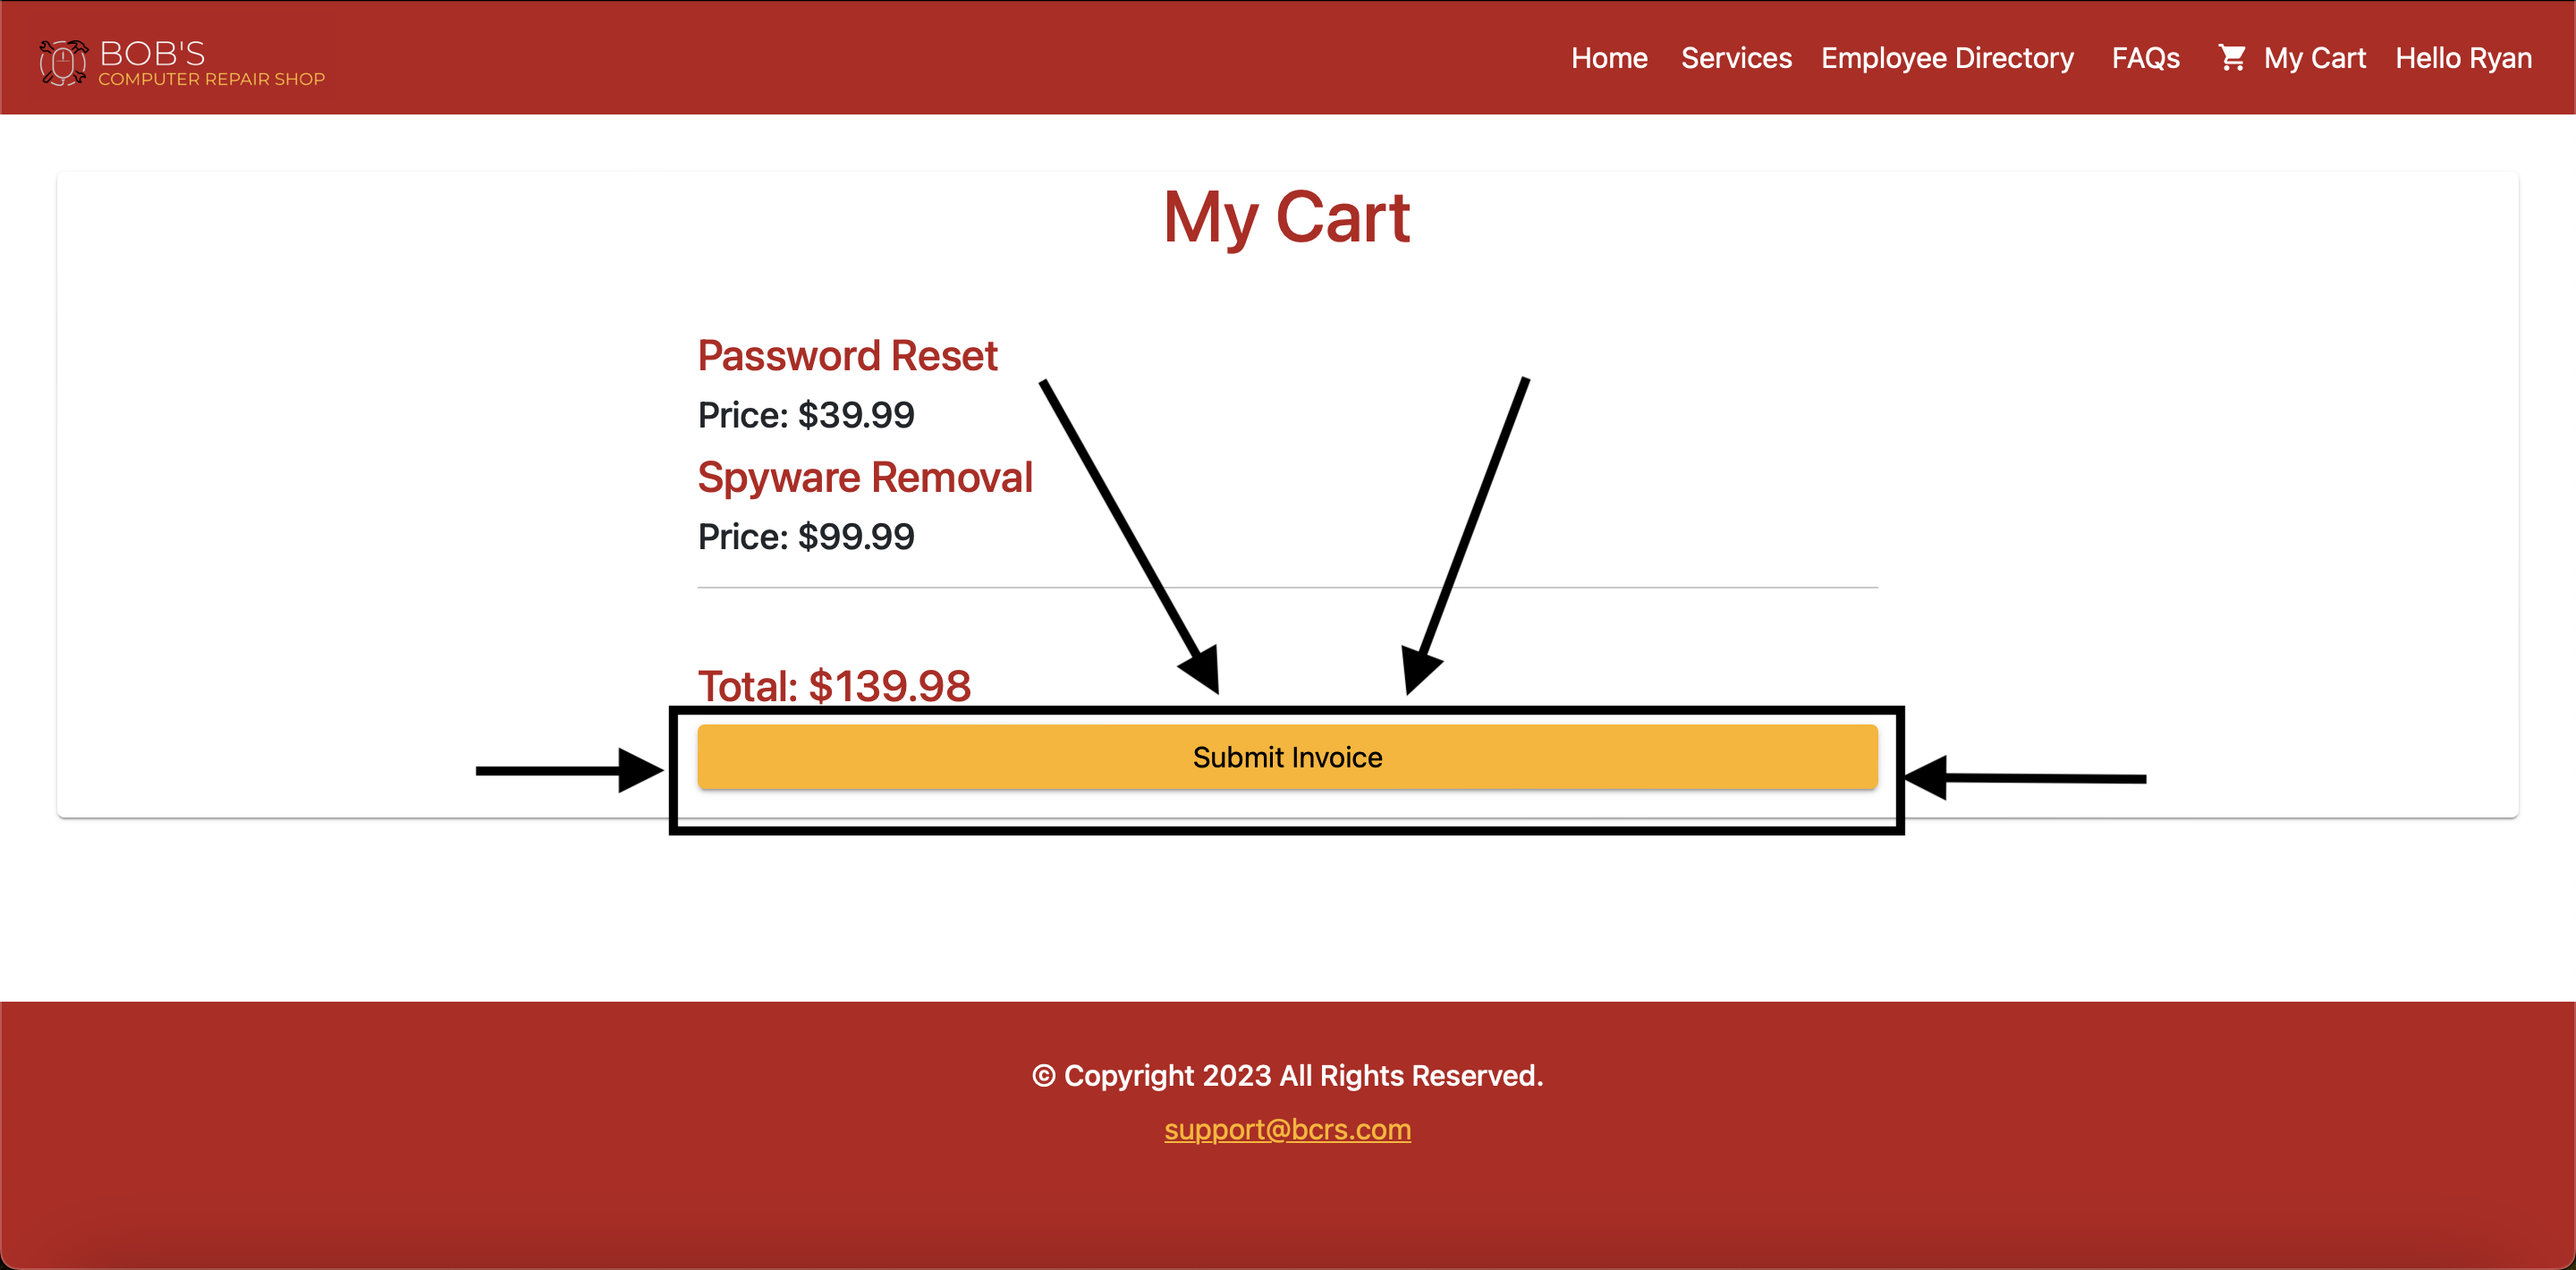 BOB'S
COMPUTER REPAIR SHOP
Home Services Employee Directory FAQs My Cart Hello Ryan
My Cart
Password Reset
Price: $39.99
Spyware Removal
Price: $99.99
Total: $139.98
Submit Invoice
© Copyright 2023 All Rights Reserved.
support@bcrs.com